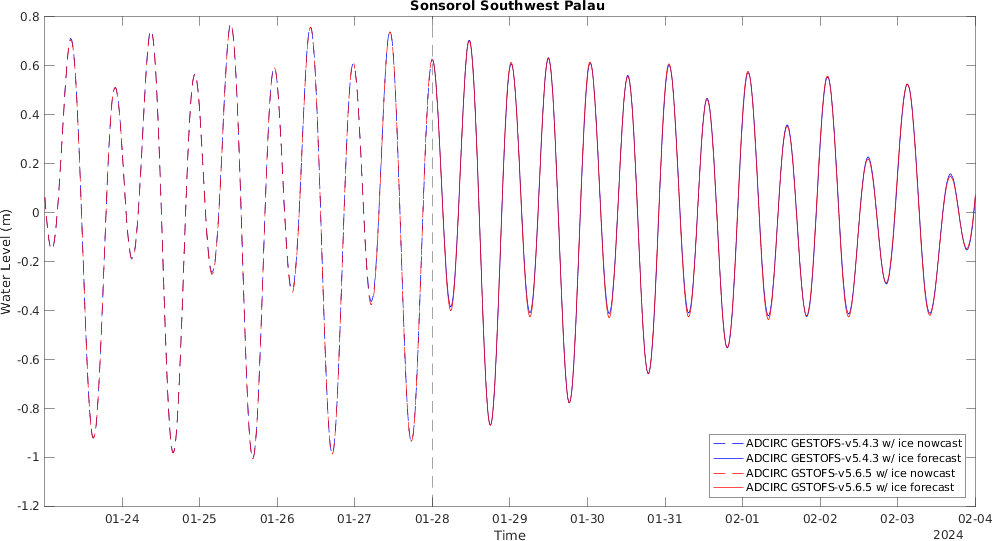 Sonsorol Southwest Palau
0.8
0.6
0.4
0.2
0
-0.2
-0.4
-0.6
-0.8
-1
-1.2
Water Level (m)
ADCIRC GESTOFS-v5.4.3 w/ ice nowcast
ADCIRC GESTOFS-v5.4.3 w/ ice forecast
ADCIRC GSTOFS-v5.6.5 w/ ice nowcast
ADCIRC GSTOFS-v5.6.5 w/ ice forecast
01-24 01-25 01-26 01-27 01-28 01-29 01-30 01-31 02-01 02-02 02-03 02-04
Time
2024